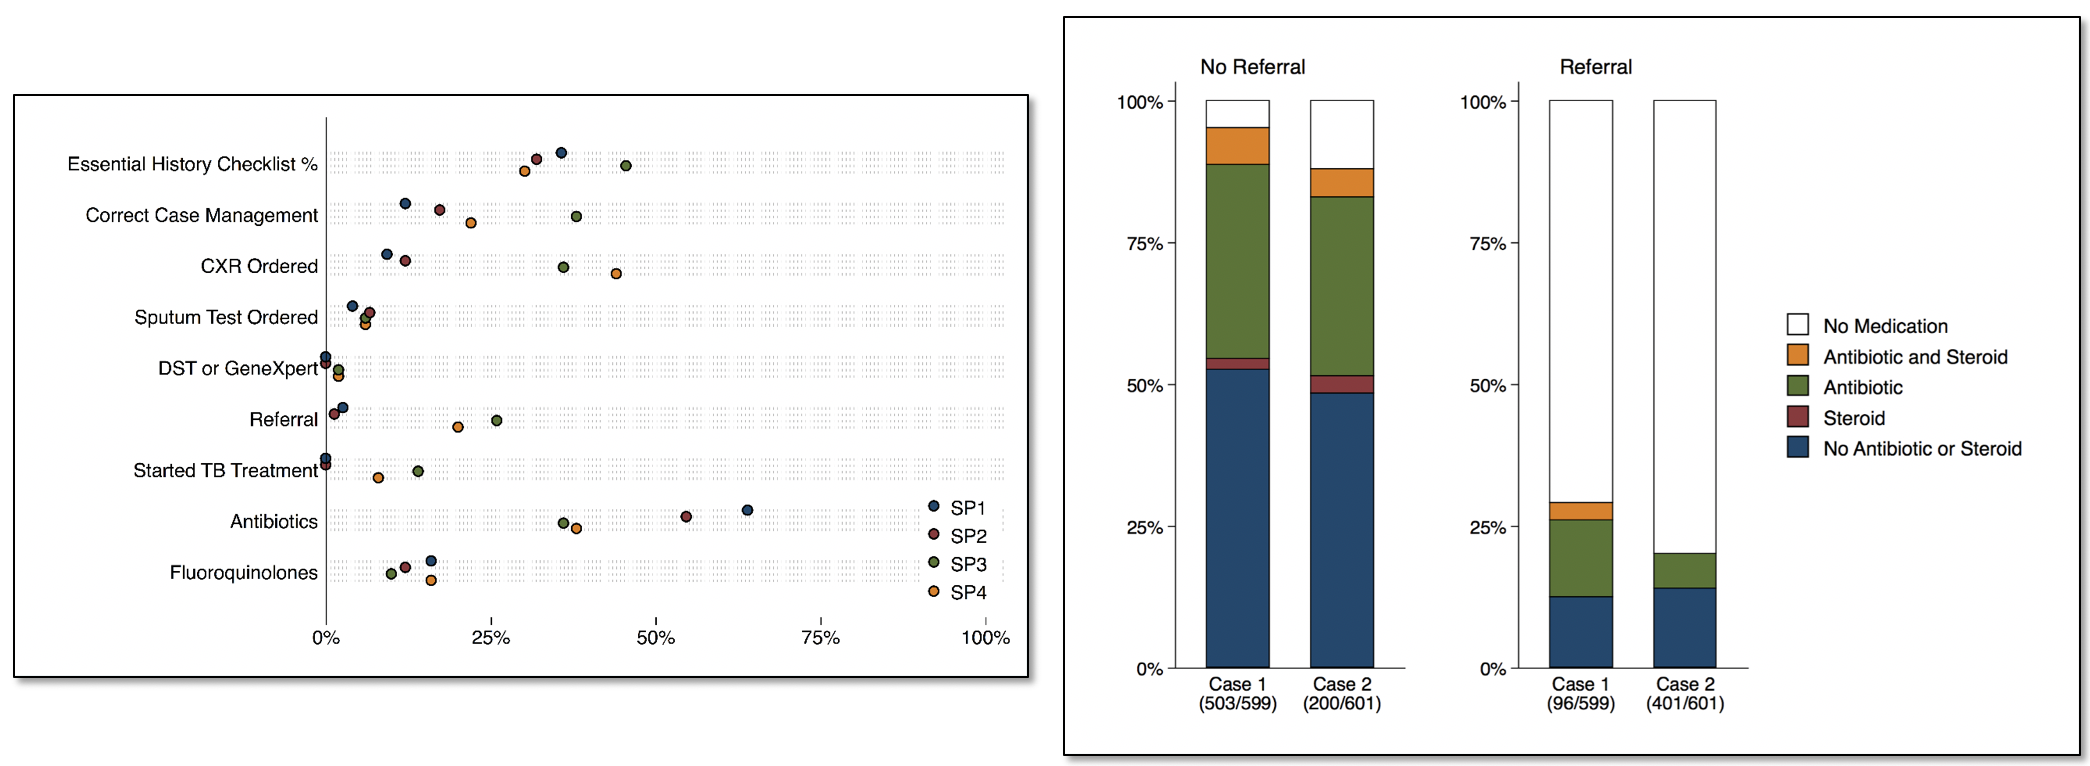 Essential History Checklist %
Correct Case Management
CXR Ordered
Sputum Test Ordered
DST or GeneXpert
Referral
Started TB Treatment
Antibiotics
Fluoroquinolones
SP1
SP2
SP3
SP4
0%
25%
50%
75%
100%
No Referral
100%
75%
50%
25%
0%
Case 1
(503/599)
Case 2
(200/601)
Referral
100%
75%
50%
25%
0%
Case 1
(96/599)
Case 2
(401/601)
No Medication
Antibiotic and Steroid
Antibiotic
Steroid
No Antibiotic or Steroid